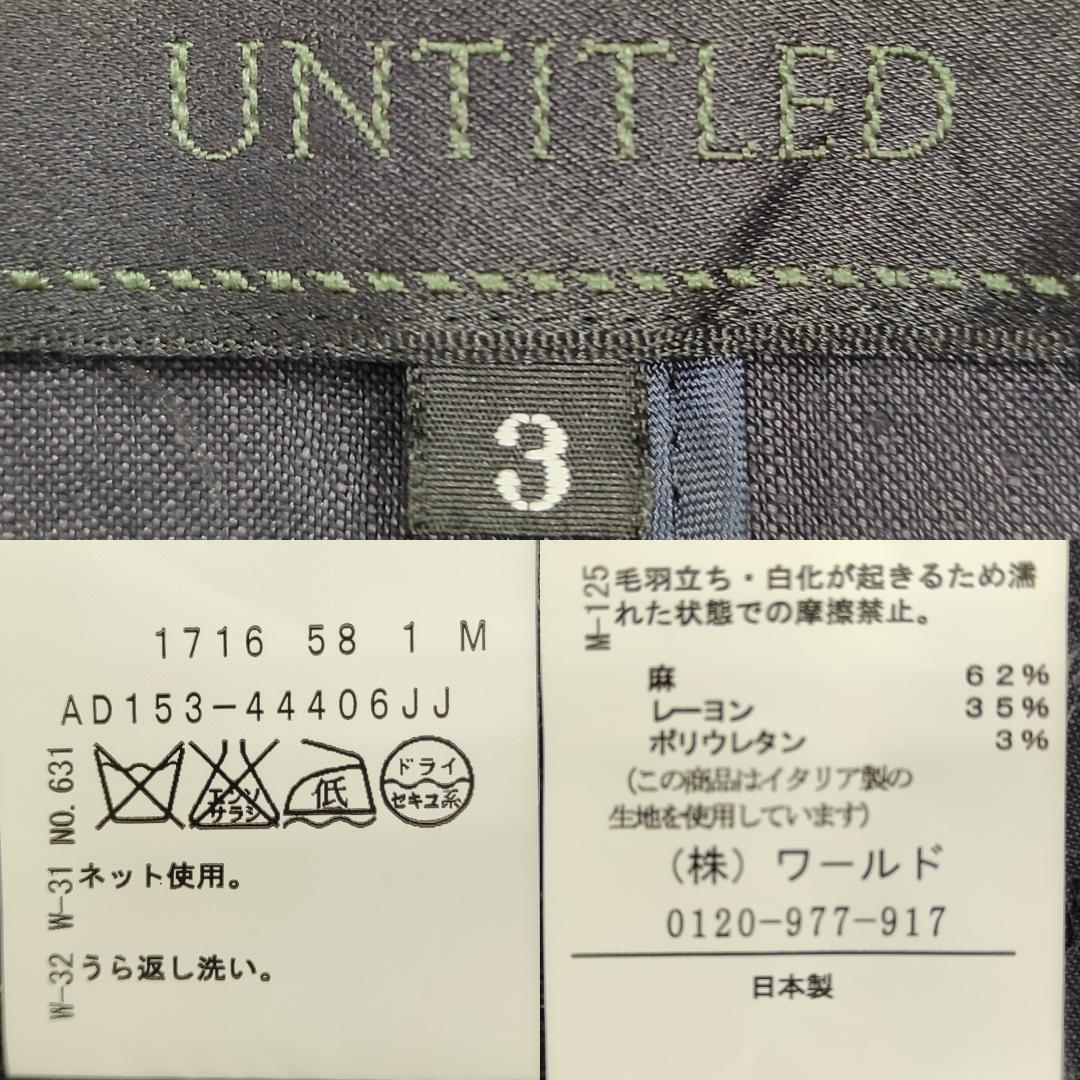 UNTITLED
3
1716 58 1 M
AD153-44406JJ
NO.631
エンソ
サラシ
低
ドライ
セキユ系
W-31 ネット使用。
W-32 うら返し洗い。
M-125 毛羽立ち・白化が起きるため濡
れた状態での摩擦禁止。
麻 62%
レーヨン 35%
ポリウレタン 3%
(この商品はイタリア製の
生地を使用しています)
(株) ワールド
0120-977-917
日本製